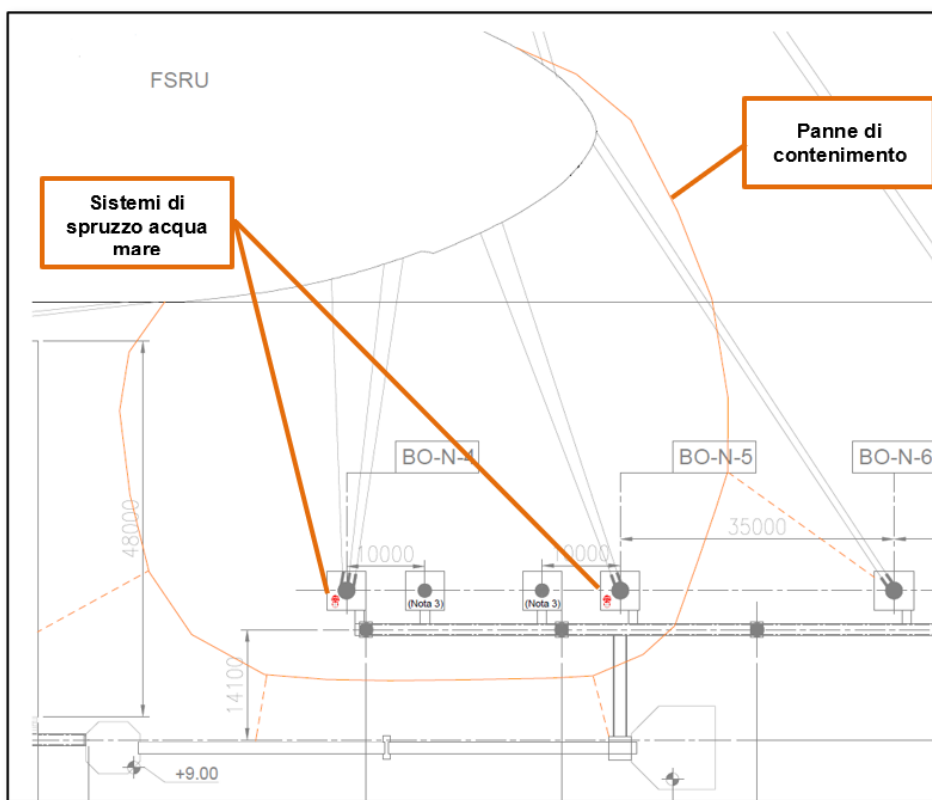 FSRU
Panne di
contenimento
Sistemi di
spruzzo acqua
mare
BO-N-4
BO-N-5
BO-N-6
48000
10000
10000
35000
(Nota 3)
(Nota 3)
14100
+9.00